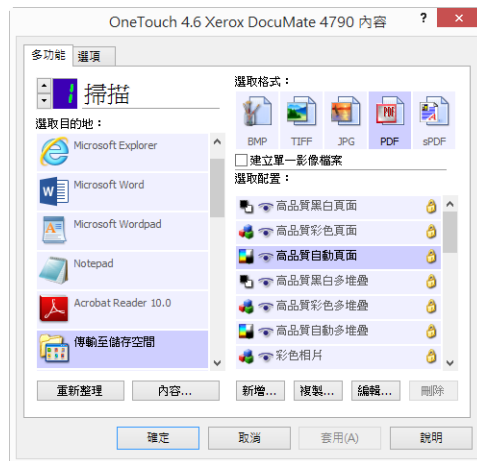 OneTouch 4.6 Xerox DocuMate 4790 內容
多功能 選項
1 掃描
選取目的地：
Microsoft Explorer
Microsoft Word
Microsoft Wordpad
Notepad
Acrobat Reader 10.0
傳輸至儲存空間
重新整理 內容...
選取格式：
BMP TIFF JPG PDF sPDF
建立單一影像檔案
選取配置：
高品質黑白頁面
高品質彩色頁面
高品質自動頁面
高品質黑白多堆疊
高品質彩色多堆疊
高品質自動多堆疊
彩色相片
新增... 複製... 編輯... 刪除
確定 取消 套用(A) 說明